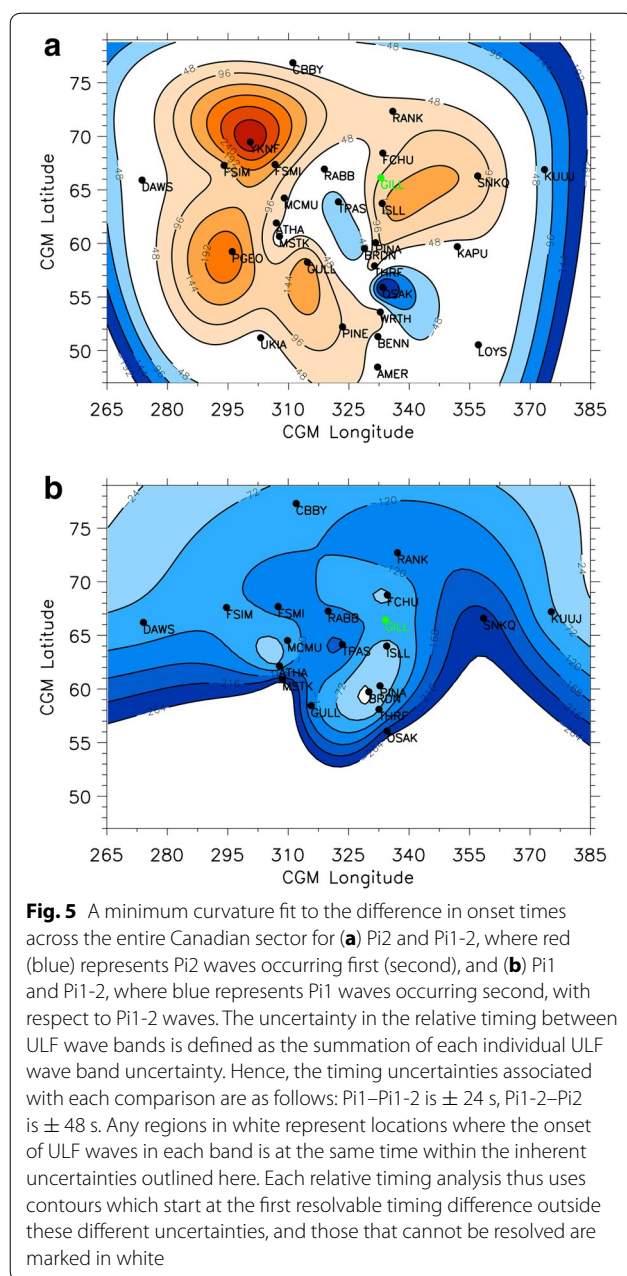 a
75
70
65
60
55
50
CGM Latitude
CBBY
RANK
YKNF
FSIM
FSMI
RABB
FCHU
GILL
SNKQ
KUUJ
DAWS
MCMU
TPAS
ISLL
ATHA
MSTK
PINA
BRDN
KAPU
PGEO
GULL
THRF
OSAK
WRTH
PINE
BENN
UKIA
LOYS
AMER
265 280 295 310 325 340 355 370 385
CGM Longitude
b
75
70
65
60
55
50
CGM Latitude
CBBY
RANK
FSIM
FSMI
RABB
FCHU
GILL
SNKQ
KUUJ
DAWS
MCMU
TPAS
ISLL
ATHA
MSTK
PINA
BRDN
GULL
THRF
OSAK
265 280 295 310 325 340 355 370 385
CGM Longitude
Fig. 5 A minimum curvature fit to the difference in onset times
across the entire Canadian sector for (a) Pi2 and Pi1-2, where red
(blue) represents Pi2 waves occurring first (second), and (b) Pi1
and Pi1-2, where blue represents Pi1 waves occurring second, with
respect to Pi1-2 waves. The uncertainty in the relative timing between
ULF wave bands is defined as the summation of each individual ULF
wave band uncertainty. Hence, the timing uncertainties associated
with each comparison are as follows: Pi1–Pi1-2 is ± 24 s, Pi1-2–Pi2
is ± 48 s. Any regions in white represent locations where the onset
of ULF waves in each band is at the same time within the inherent
uncertainties outlined here. Each relative timing analysis thus uses
contours which start at the first resolvable timing difference outside
these different uncertainties, and those that cannot be resolved are
marked in white